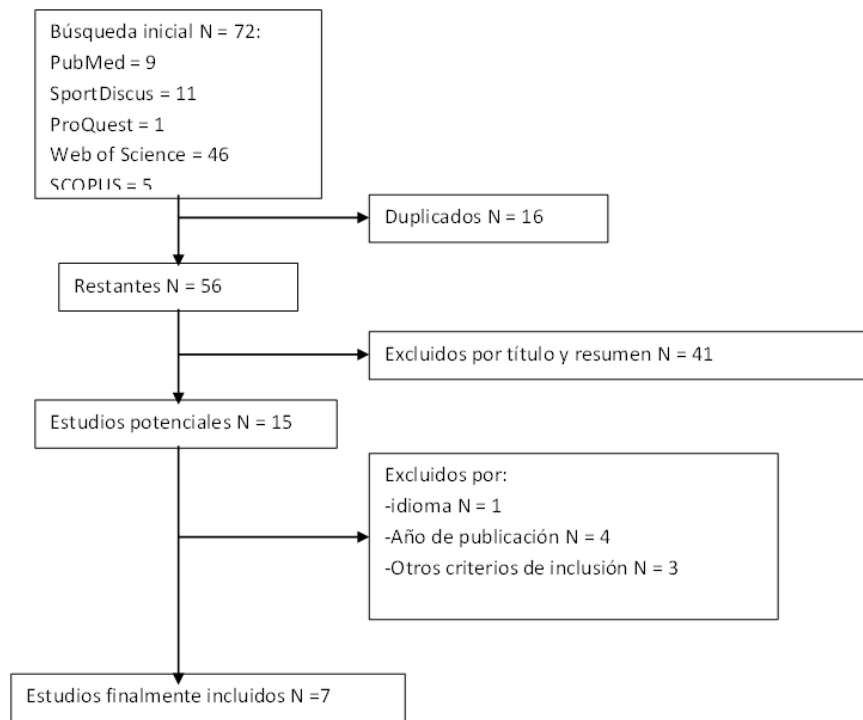 Búsqueda inicial N = 72:
PubMed = 9
SportDiscus = 11
ProQuest = 1
Web of Science = 46
SCOPUS = 5
Duplicados N = 16
Restantes N = 56
Excluidos por título y resumen N = 41
Estudios potenciales N = 15
Excluidos por:
-idioma N = 1
-Año de publicación N = 4
-Otros criterios de inclusión N = 3
Estudios finalmente incluidos N =7